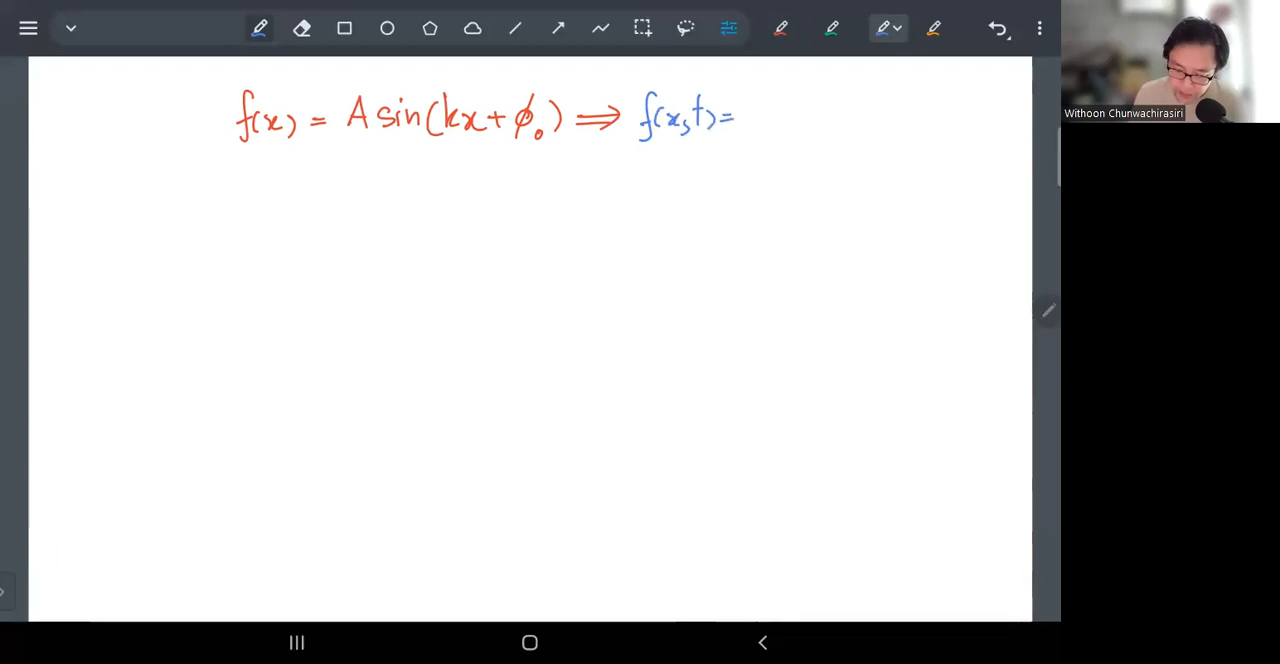 f(x) = A sin(kx + ϕ₀) ⟹ f(x,t) =
Withoon Chunwachirasiri